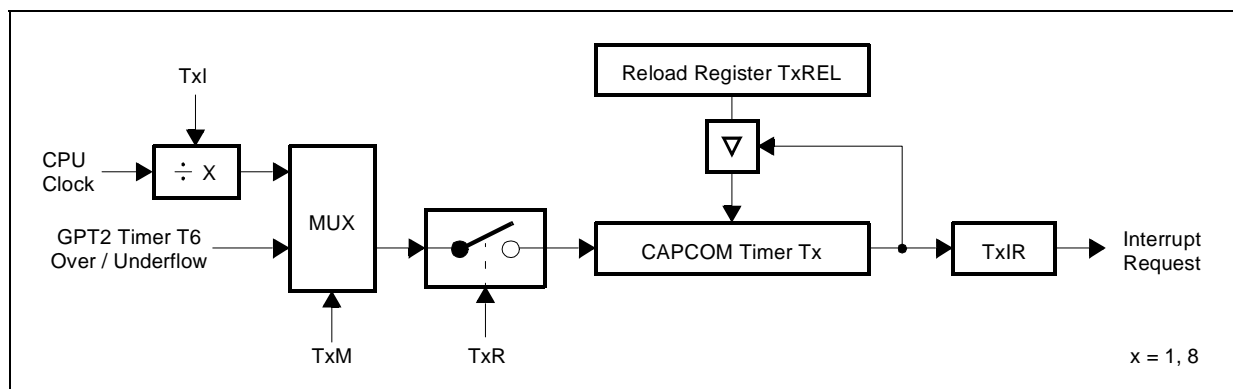 TxI
Reload Register TxREL
CPU
Clock
÷ X
MUX
GPT2 Timer T6
Over / Underflow
CAPCOM Timer Tx
TxIR
Interrupt
Request
TxM
TxR
x = 1, 8